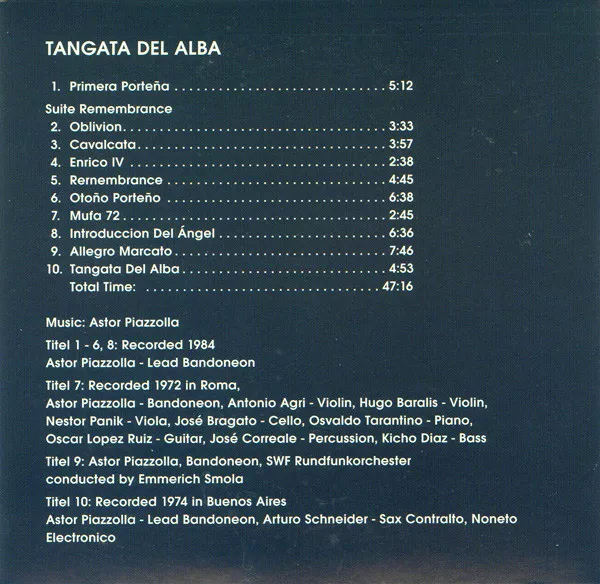 TANGATA DEL ALBA
1. Primera Porteña . . . . . . . . . . . . . . . . . . . . . . . . . . . 5:12
Suite Remembrance
2. Oblivion. . . . . . . . . . . . . . . . . . . . . . . . . . . . . . . . . 3:33
3. Cavalcata. . . . . . . . . . . . . . . . . . . . . . . . . . . . . . . 3:57
4. Enrico IV . . . . . . . . . . . . . . . . . . . . . . . . . . . . . . . . 2:38
5. Rernembrance . . . . . . . . . . . . . . . . . . . . . . . . . . . 4:45
6. Otoño Porteño . . . . . . . . . . . . . . . . . . . . . . . . . . . 6:38
7. Mufa 72 . . . . . . . . . . . . . . . . . . . . . . . . . . . . . . . . . 2:45
8. Introduccion Del Ángel . . . . . . . . . . . . . . . . . . . . . 6:36
9. Allegro Marcato. . . . . . . . . . . . . . . . . . . . . . . . . . . 7:46
10. Tangata Del Alba. . . . . . . . . . . . . . . . . . . . . . . . . . 4:53
Total Time: . . . . . . . . . . . . . . . . . . . . . . . . . . . . . . 47:16
Music: Astor Piazzolla
Titel 1 - 6, 8: Recorded 1984
Astor Piazzolla - Lead Bandoneon
Titel 7: Recorded 1972 in Roma,
Astor Piazzolla - Bandoneon, Antonio Agri - Violin, Hugo Baralis - Violin,
Nestor Panik - Viola, José Bragato - Cello, Osvaldo Tarantino - Piano,
Oscar Lopez Ruiz - Guitar, José Correale - Percussion, Kicho Diaz - Bass
Titel 9: Astor Piazzolla, Bandoneon, SWF Rundfunkorchester
conducted by Emmerich Smola
Titel 10: Recorded 1974 in Buenos Aires
Astor Piazzolla - Lead Bandoneon, Arturo Schneider - Sax Contralto, Noneto
Electronico